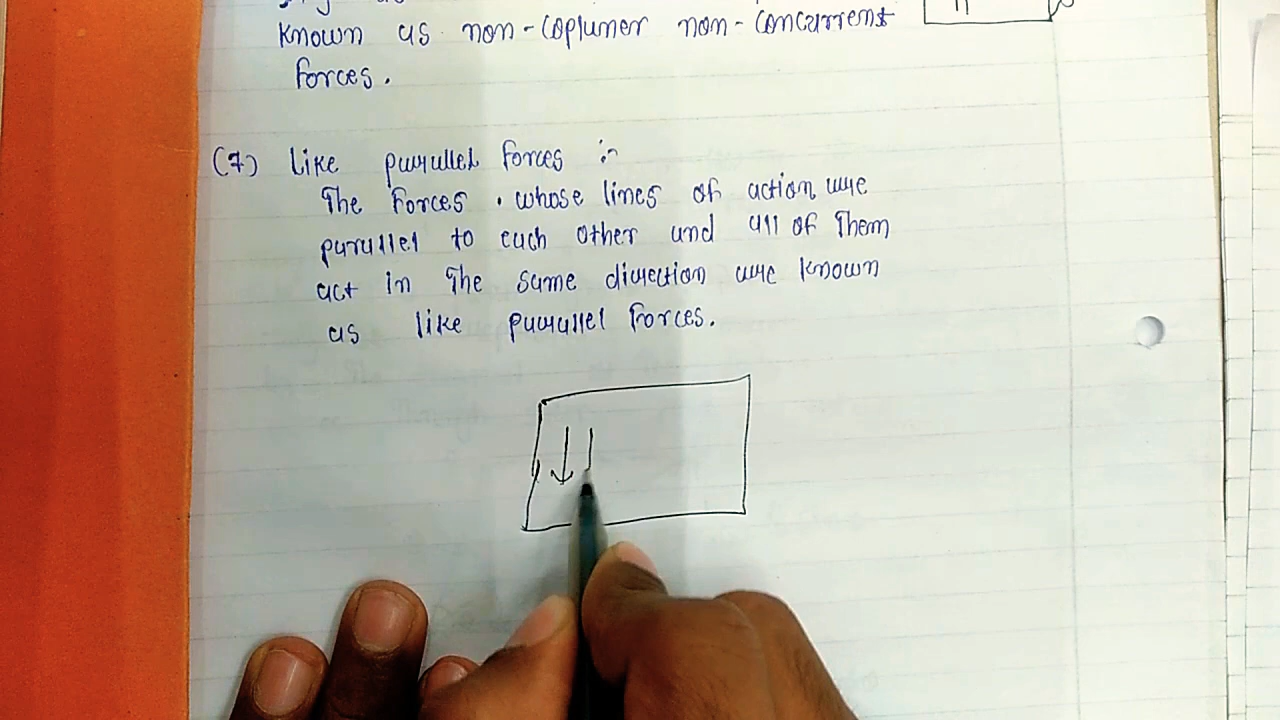 known as non-coplanar non-concurrent
forces.
(7) Like parallel forces :-
The forces . whose lines of action are
parallel to each other and all of them
act in the same direction are known
as like parallel forces.